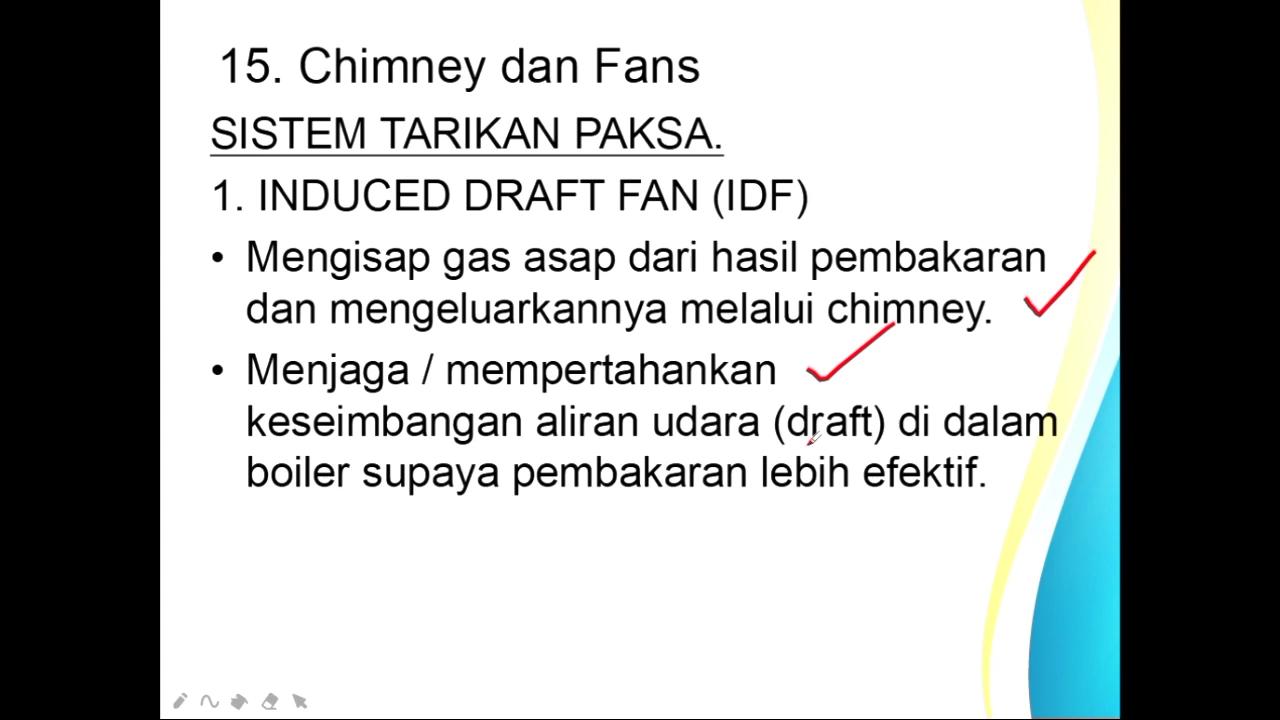 15. Chimney dan Fans
SISTEM TARIKAN PAKSA.
1. INDUCED DRAFT FAN (IDF)
• Mengisap gas asap dari hasil pembakaran
dan mengeluarkannya melalui chimney.
• Menjaga / mempertahankan
keseimbangan aliran udara (draft) di dalam
boiler supaya pembakaran lebih efektif.